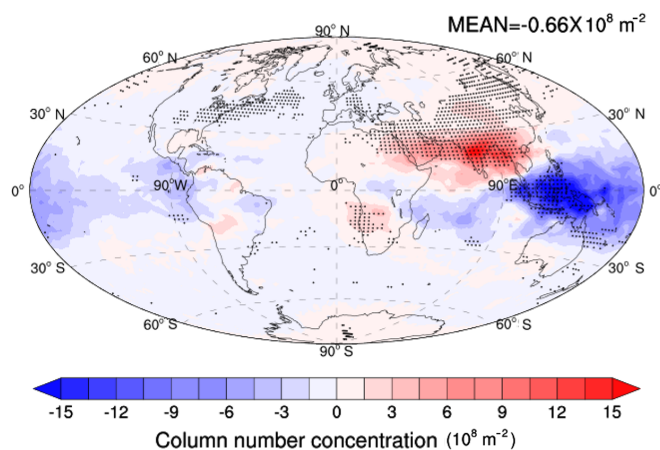 MEAN=-0.66X10⁸ m⁻²
90° N
60° N
60° N
30° N
30° N
0°
90°W
0°
90°E
0°
30° S
30° S
60° S
60° S
90° S
-15 -12 -9 -6 -3 0 3 6 9 12 15
Column number concentration (10⁸ m⁻²)